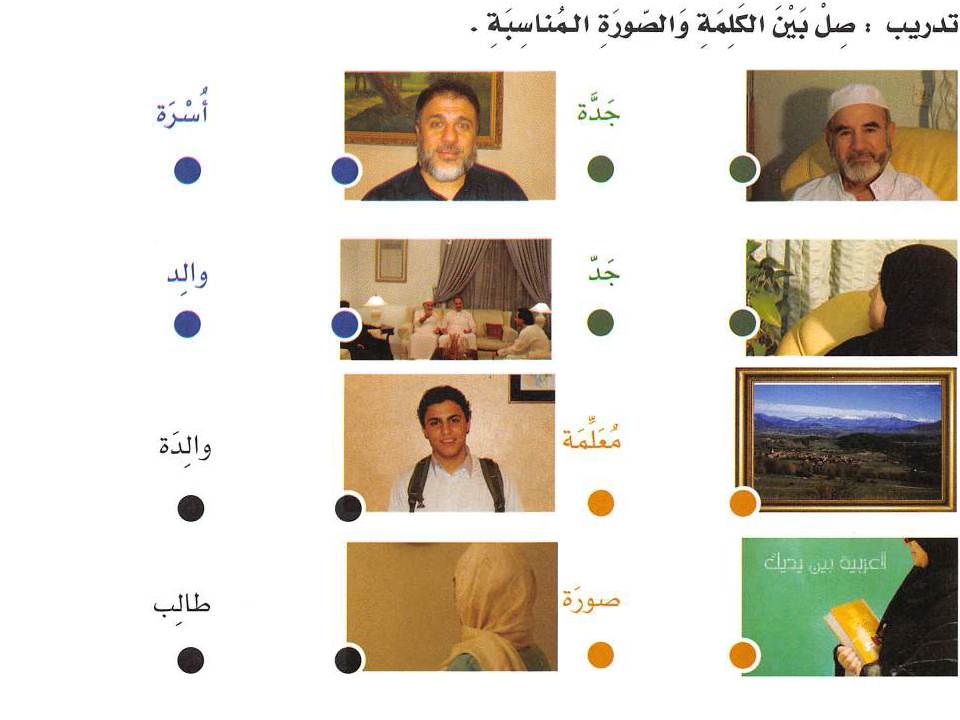 تدريب : صِلْ بَيْنَ الكَلِمَةِ وَالصّورَةِ المُناسِبَةِ .
جَدَّة
أُسْرَة
جَدّ
والِد
مُعَلِّمَة
والِدَة
العربية بين يديك
صورَة
طالِب